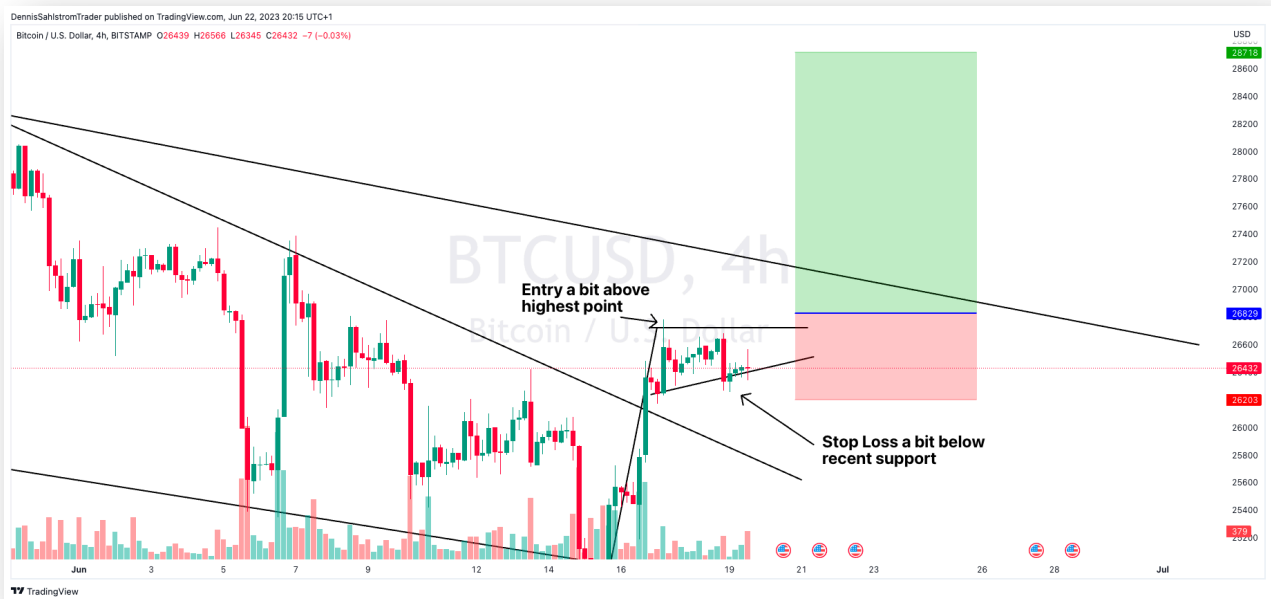 DennisSahlstromTrader published on TradingView.com, Jun 22, 2023 20:15 UTC+1
Bitcoin / U.S. Dollar, 4h, BITSTAMP O26439 H26566 L26345 C26432 −7 (−0.03%)
USD
28718
28600
28400
28200
28000
27800
27600
27400
BTCUSD, 4h
27200
Entry a bit above
highest point
27000
26829
Bitcoin / U.S. Dollar
26600
26432
26203
26000
Stop Loss a bit below
recent support
25800
25600
25400
379
25200
Jun 3 5 7 9 12 14 16 19 21 23 26 28 Jul
TradingView